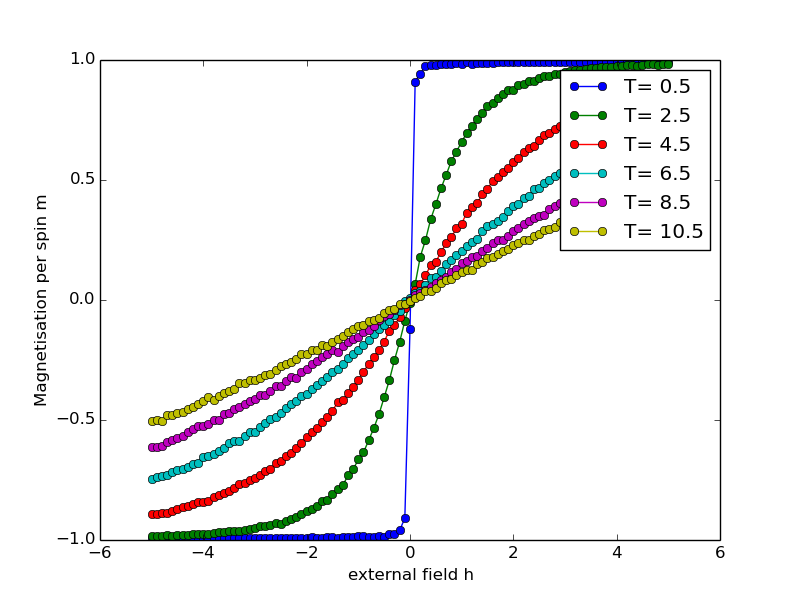 1.0
0.5
0.0
−0.5
−1.0
Magnetisation per spin m
T= 0.5
T= 2.5
T= 4.5
T= 6.5
T= 8.5
T= 10.5
−6 −4 −2 0 2 4 6
external field h